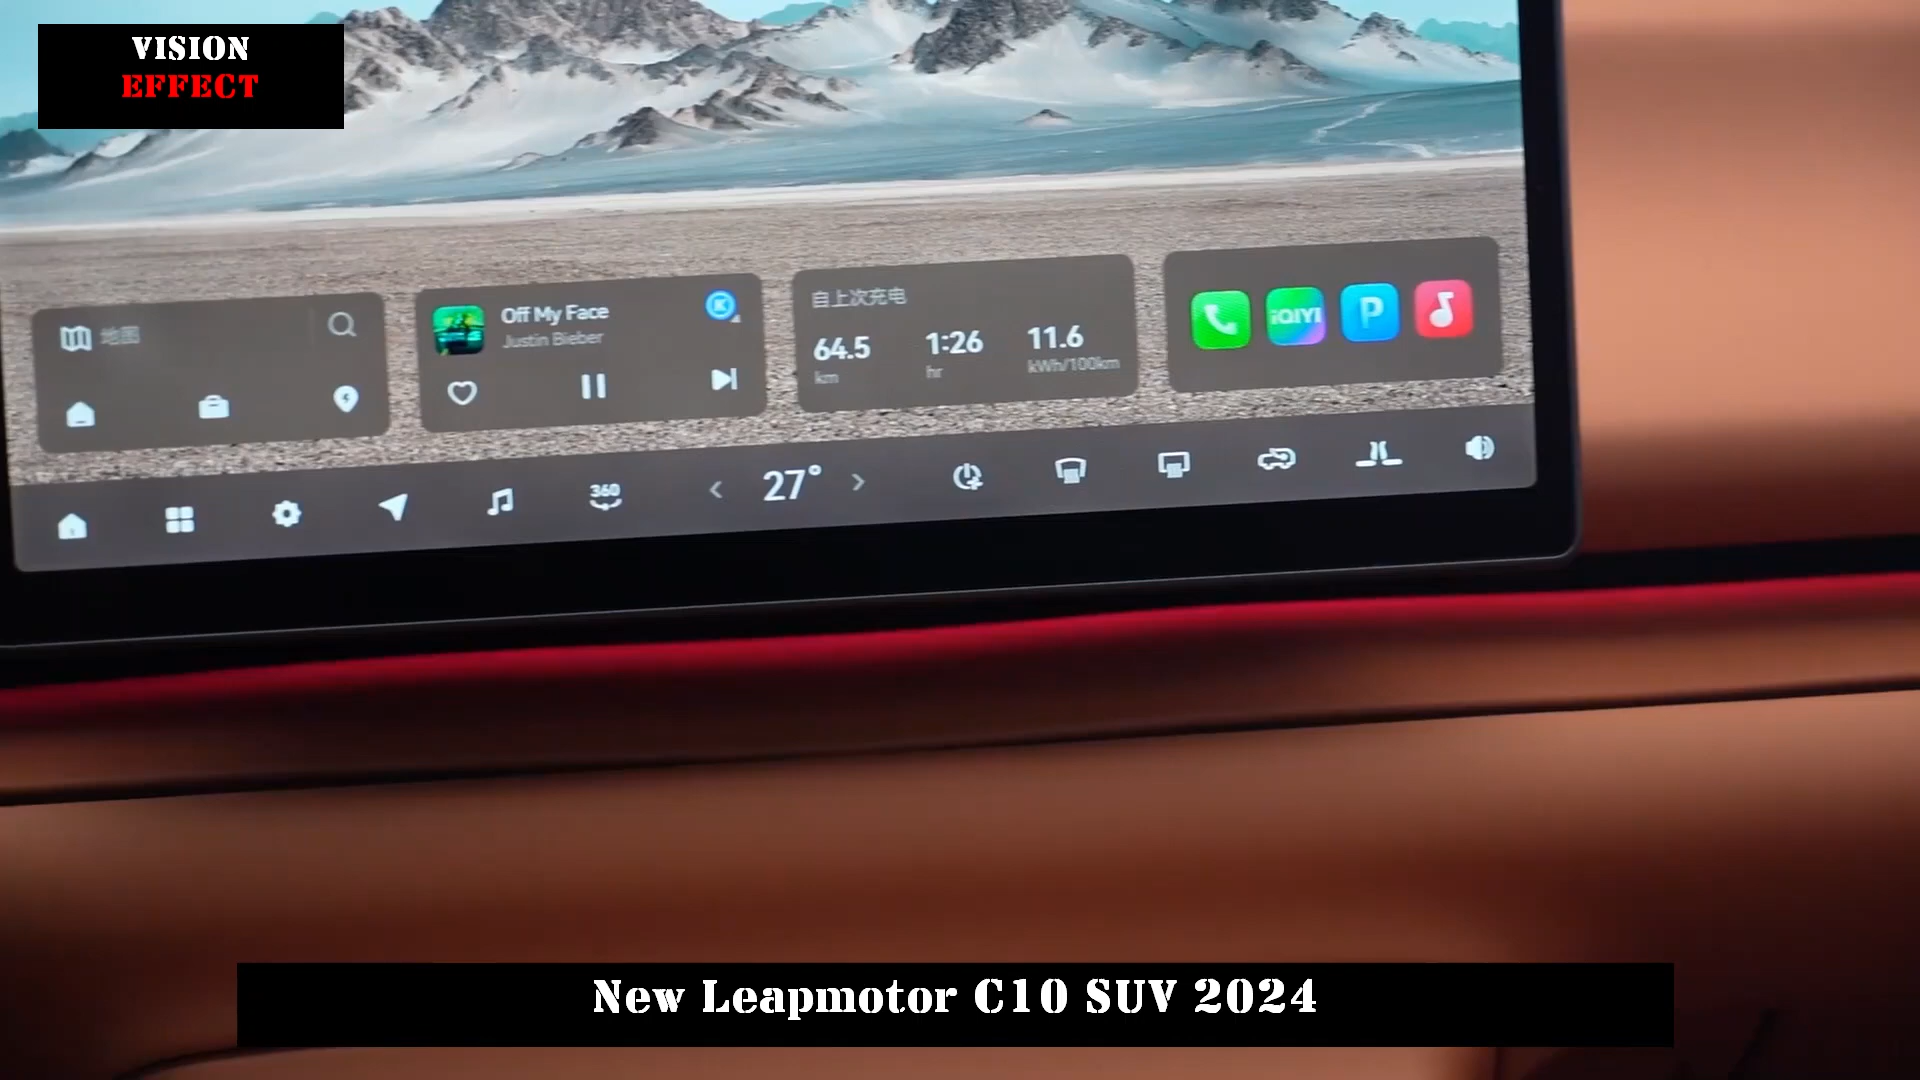 VISION
EFFECT
地图
Off My Face
Justin Bieber
自上次充电
64.5
km
1:26
hr
11.6
kWh/100km
iQIYI
P
360
27°
New Leapmotor C10 SUV 2024